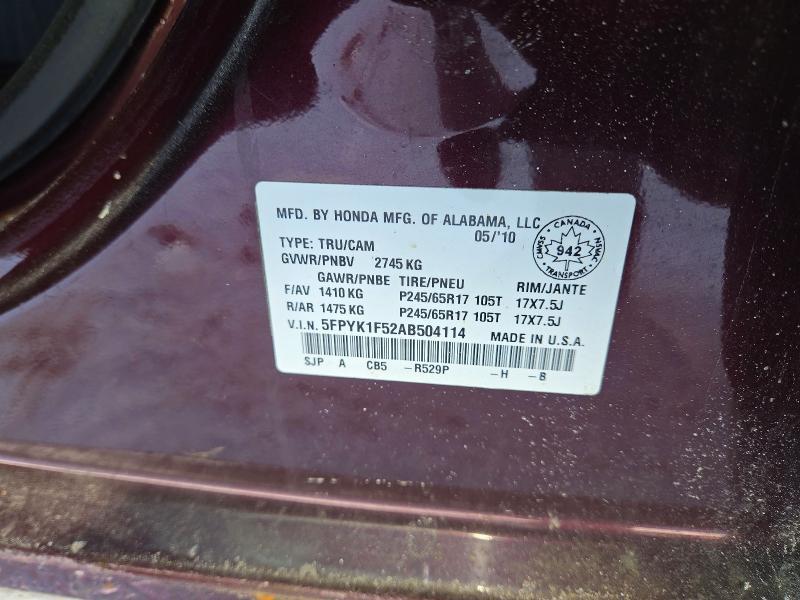 MFD. BY HONDA MFG. OF ALABAMA, LLC
05/'10
TYPE: TRU/CAM
GVWR/PNBV 2745 KG
GAWR/PNBE TIRE/PNEU RIM/JANTE
F/AV 1410 KG P245/65R17 105T 17X7.5J
R/AR 1475 KG P245/65R17 105T 17X7.5J
V.I.N. 5FPYK1F52AB504114 MADE IN U.S.A.
SJP A CB5 -R529P -H -B
CANADA
CMVSS 942 NSVAC
TRANSPORT